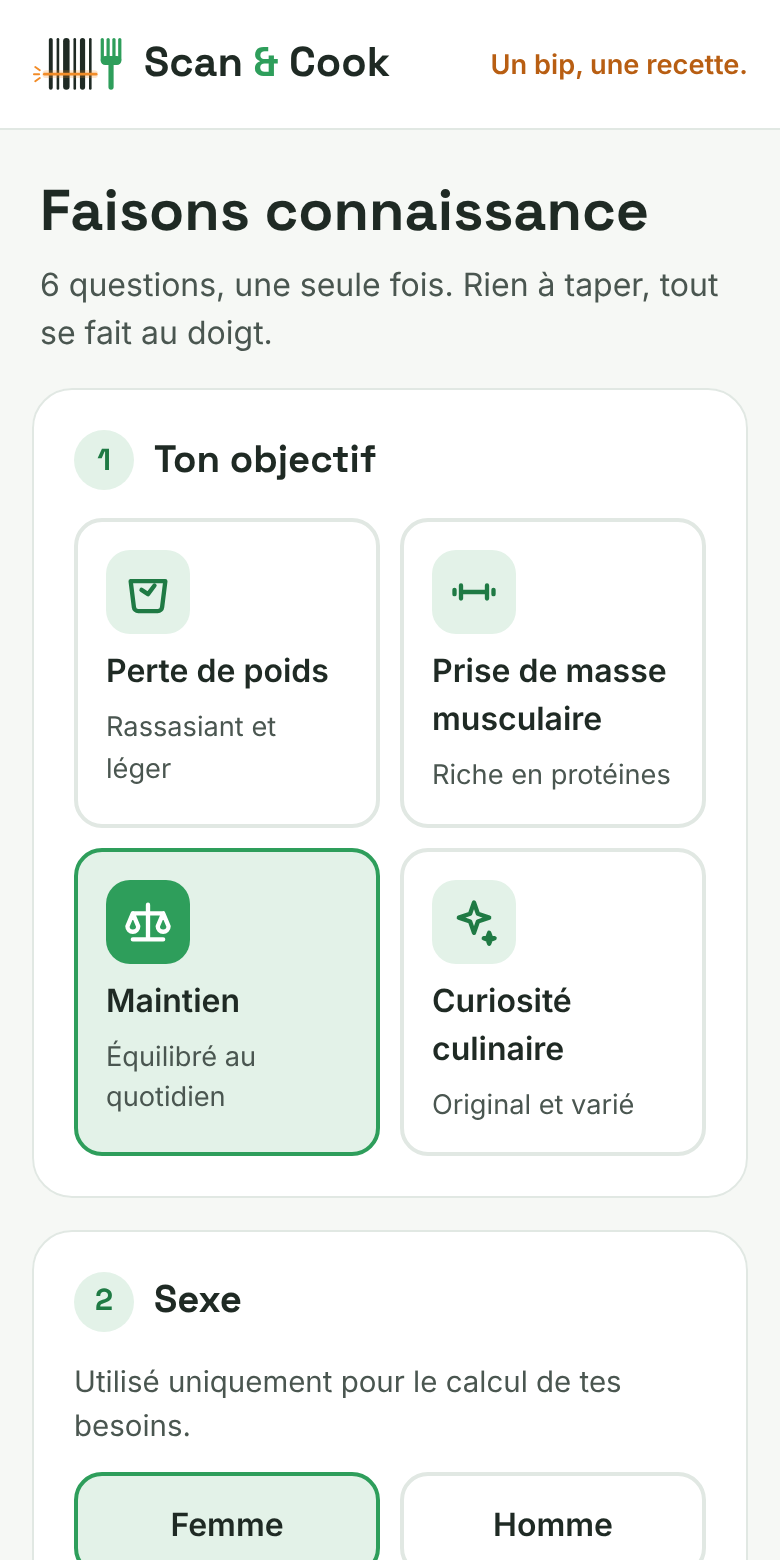 Scan & Cook
Un bip, une recette.
Faisons connaissance
6 questions, une seule fois. Rien à taper, tout
se fait au doigt.
1 Ton objectif
Perte de poids
Rassasiant et
léger
Prise de masse
musculaire
Riche en protéines
Maintien
Équilibré au
quotidien
Curiosité
culinaire
Original et varié
2 Sexe
Utilisé uniquement pour le calcul de tes
besoins.
Femme
Homme